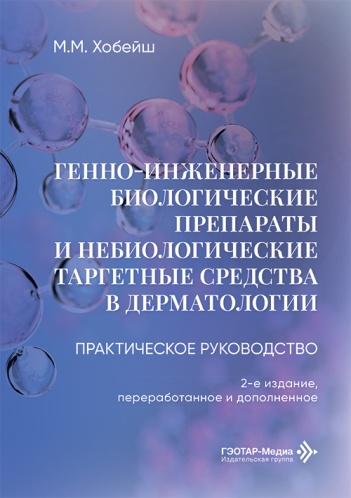 М.М. Хобейш
ГЕННО-ИНЖЕНЕРНЫЕ
БИОЛОГИЧЕСКИЕ
ПРЕПАРАТЫ
И НЕБИОЛОГИЧЕСКИЕ
ТАРГЕТНЫЕ СРЕДСТВА
В ДЕРМАТОЛОГИИ
ПРАКТИЧЕСКОЕ РУКОВОДСТВО
2-е издание,
переработанное и дополненное
ГЭОТАР-Медиа
Издательская группа